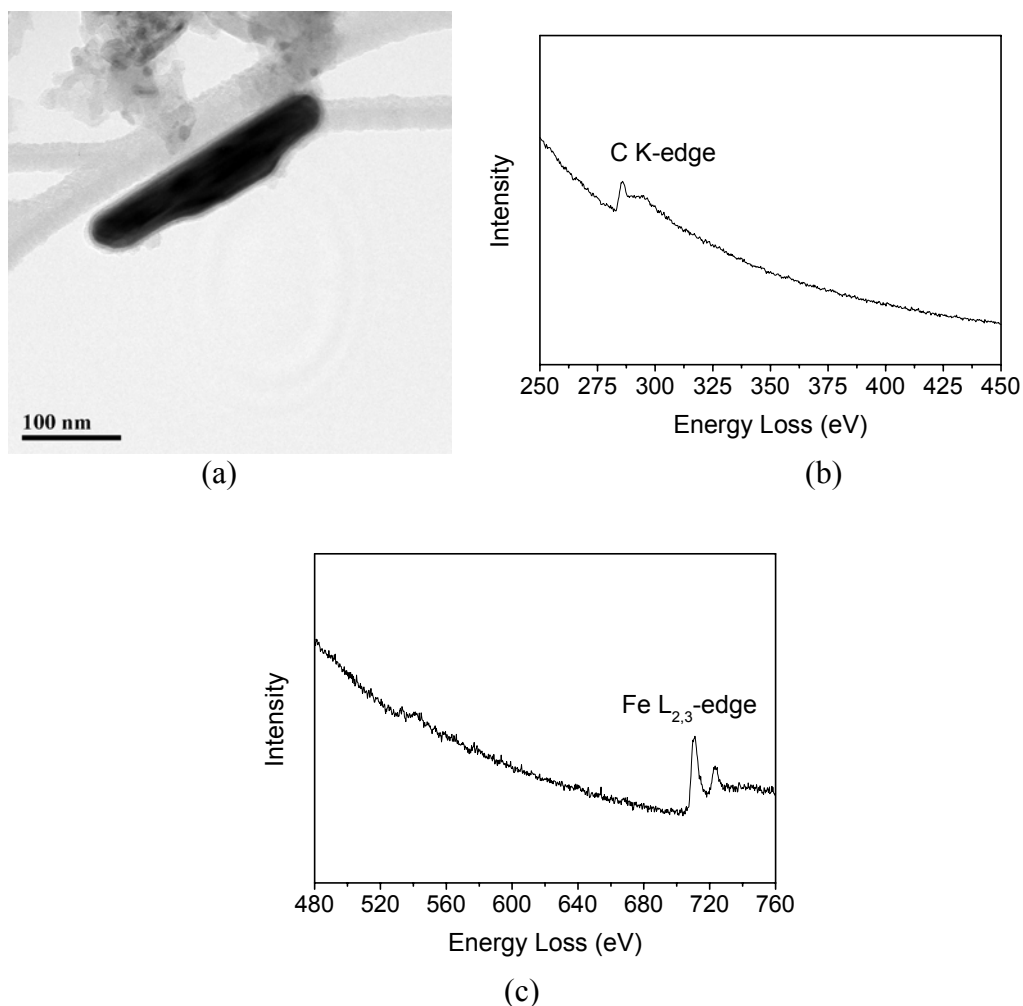 100 nm
(a)
C K-edge
Intensity
250 275 300 325 350 375 400 425 450
Energy Loss (eV)
(b)
Fe L2,3-edge
Intensity
480 520 560 600 640 680 720 760
Energy Loss (eV)
(c)